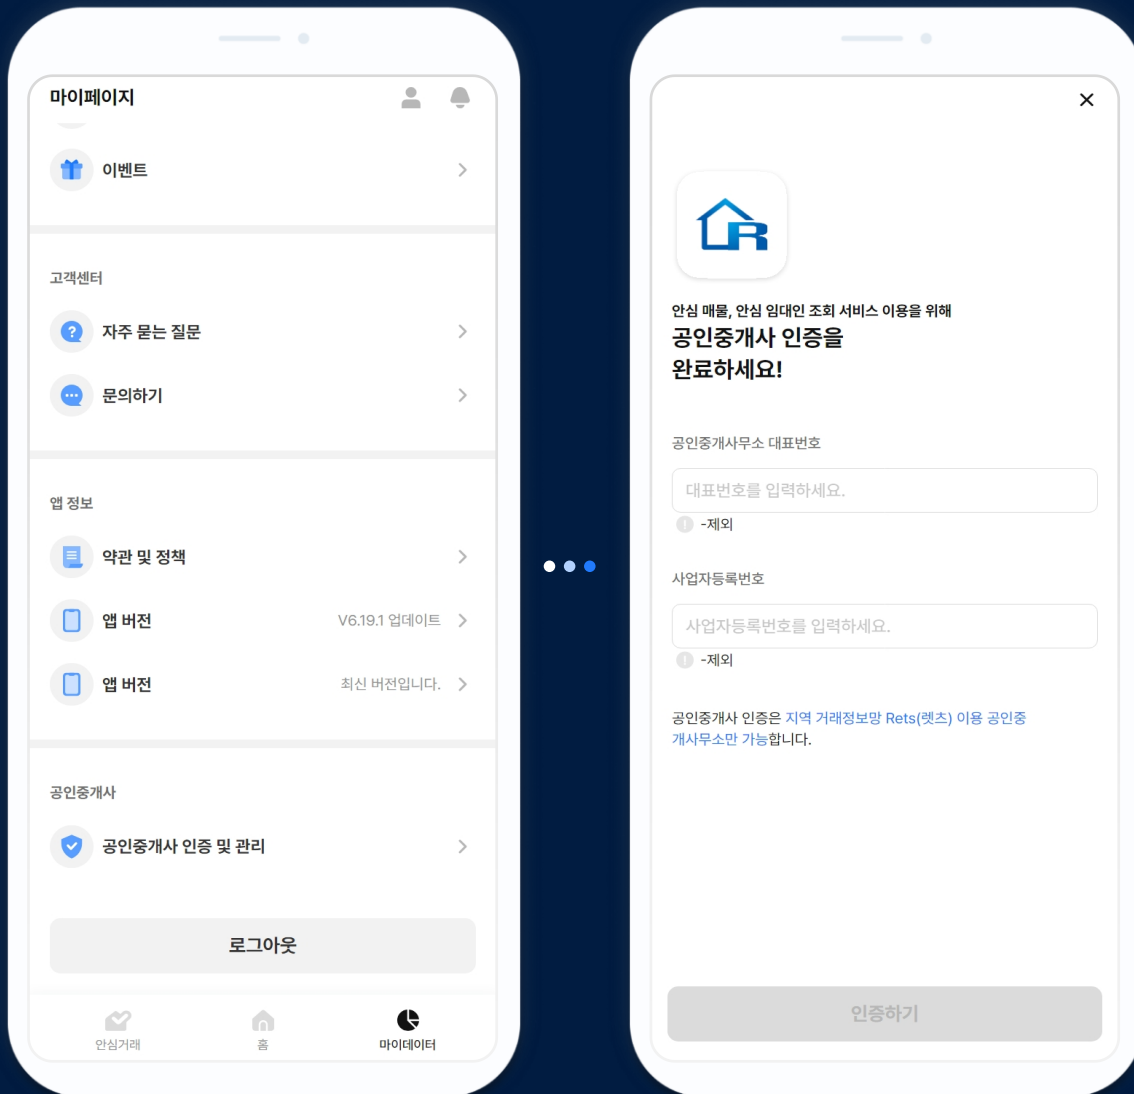 마이페이지
이벤트
고객센터
자주 묻는 질문
문의하기
앱 정보
약관 및 정책
앱 버전
V6.19.1 업데이트
앱 버전
최신 버전입니다.
공인중개사
공인중개사 인증 및 관리
로그아웃
안심거래
홈
마이데이터
R
안심 매물, 안심 임대인 조회 서비스 이용을 위해
공인중개사 인증을
완료하세요!
공인중개사무소 대표번호
대표번호를 입력하세요.
-제외
사업자등록번호
사업자등록번호를 입력하세요.
-제외
공인중개사 인증은 지역 거래정보망 Rets(렛츠) 이용 공인중
개사무소만 가능합니다.
인증하기